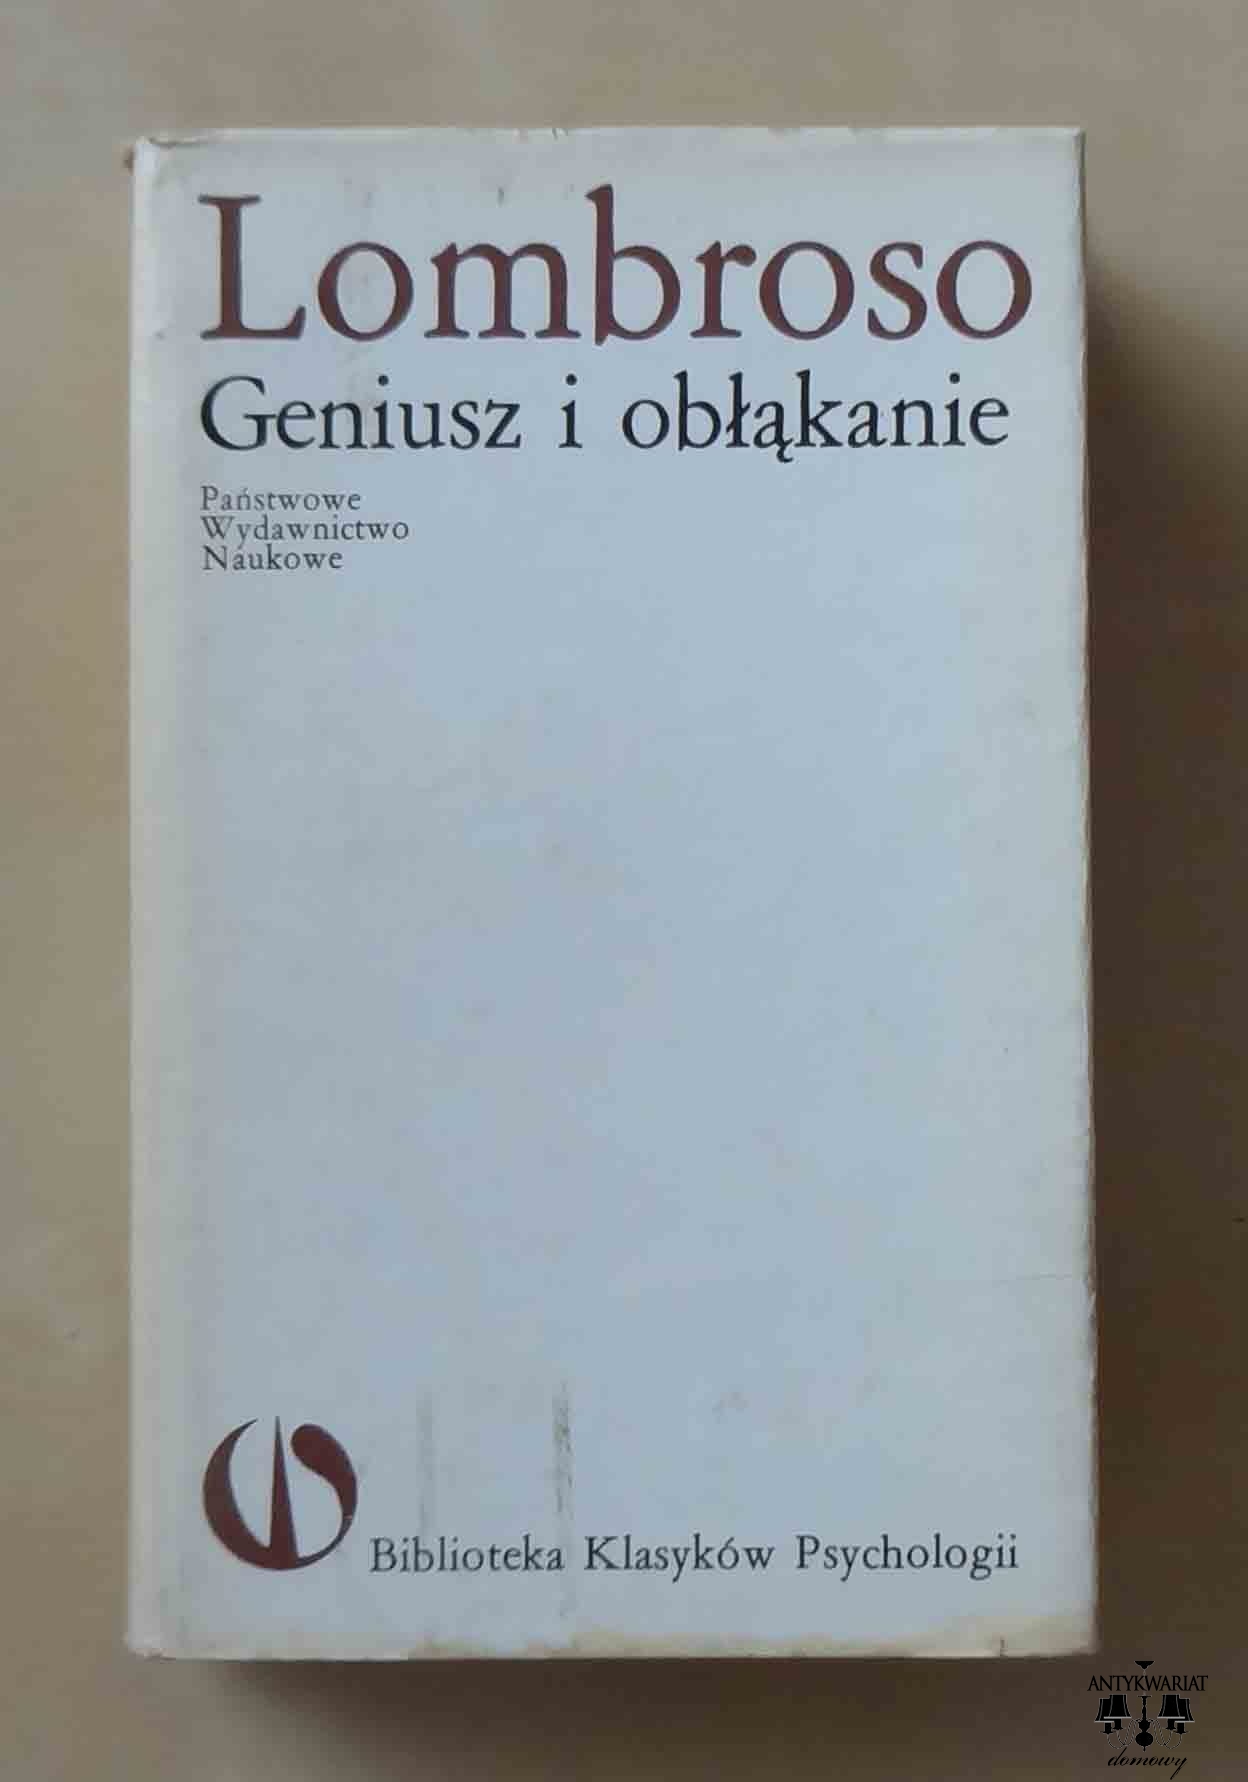 Lombroso
Geniusz i obłąkanie
Państwowe
Wydawnictwo
Naukowe
Biblioteka Klasyków Psychologii
ANTYKWARIAT
domowy